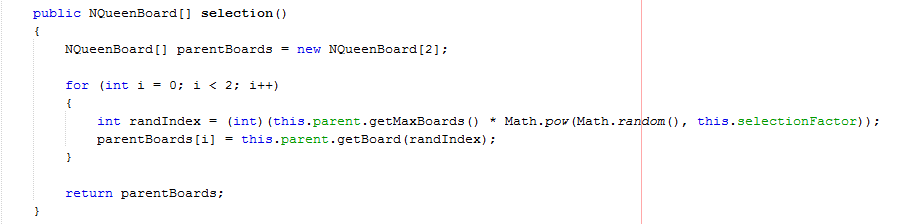 public NQueenBoard[] selection()
{
NQueenBoard[] parentBoards = new NQueenBoard[2];
for (int i = 0; i < 2; i++)
{
int randIndex = (int)(this.parent.getMaxBoards() * Math.pow(Math.random(), this.selectionFactor));
parentBoards[i] = this.parent.getBoard(randIndex);
}
return parentBoards;
}